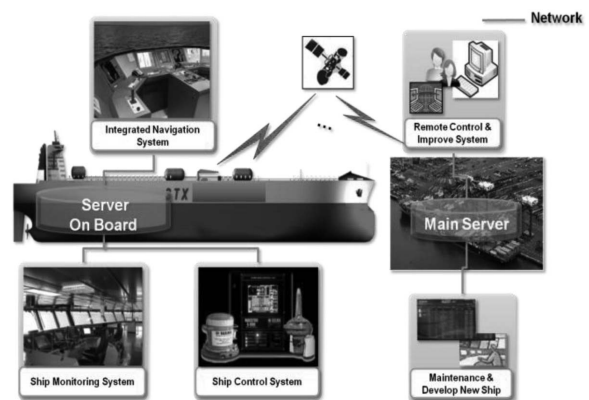 Network
Integrated Navigation
System
Remote Control &
Improve System
...
STX
Server
On Board
Main Server
Ship Monitoring System
Ship Control System
Maintenance &
Develop New Ship